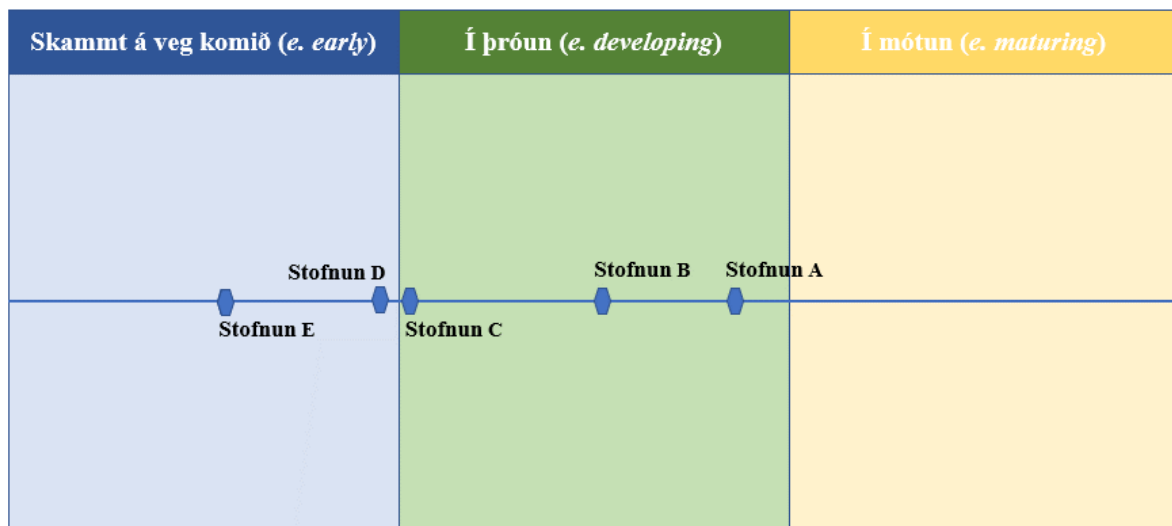 Skammt á veg komið (e. early)
Í þróun (e. developing)
Í mótun (e. maturing)
Stofnun D
Stofnun B
Stofnun A
Stofnun E
Stofnun C